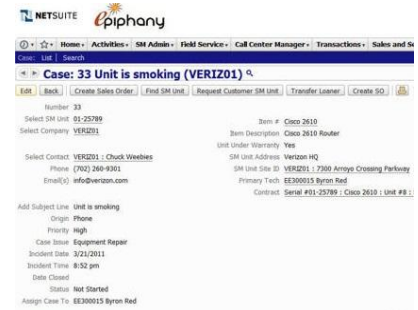 NETSUITE epiphany
Home Activities SM Admin Field Service Call Center Manager Transactions Sales and Se
Case: List Search
Case: 33 Unit is smoking (VERIZ01)
Edit Back Create Sales Order Find SM Unit Request Customer SM Unit Transfer Loaner Create SO
Number 33
Select SM Unit 01-25789
Select Company VERIZ01
Select Contact VERIZ01 : Chuck Weebies
Phone (702) 260-9301
Email(s) info@verizon.com
Add Subject Line Unit is smoking
Origin Phone
Priority High
Case Issue Equipment Repair
Incident Date 3/21/2011
Incident Time 8:52 pm
Date Closed
Status Not Started
Assign Case To EE300015 Byron Red
Item # Cisco 2610
Item Description Cisco 2610 Router
Unit Under Warranty Yes
SM Unit Address Verizon HQ
SM Unit Site ID VERIZ01 : 7300 Arroyo Crossing Parkway
Primary Tech EE300015 Byron Red
Contract Serial #01-25789 : Cisco 2610 : Unit #8 :